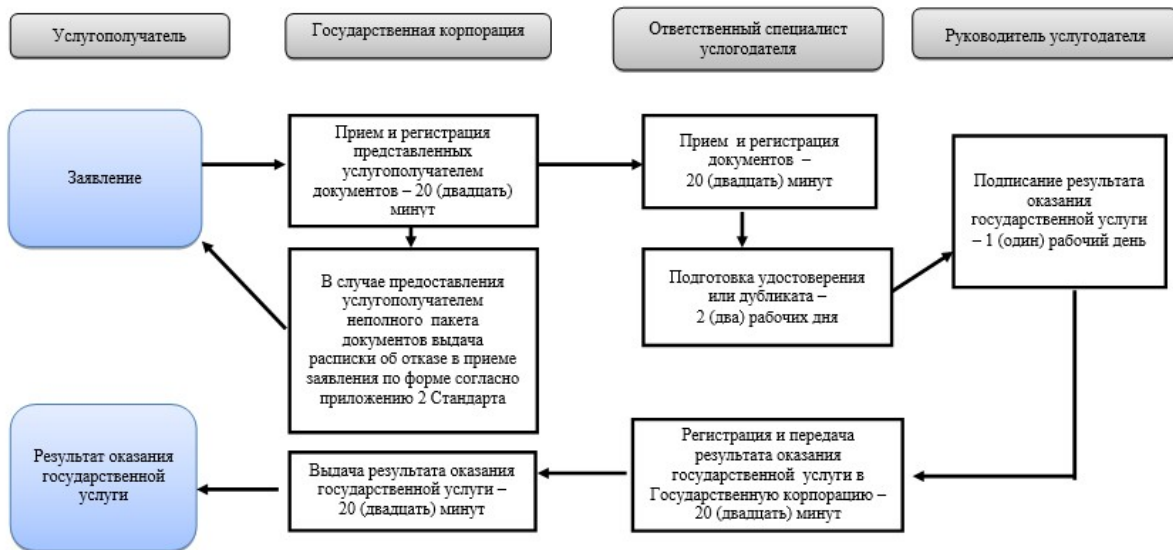 Услугополучатель
Государственная корпорация
Ответственный специалист
услогодателя
Руководитель услугодателя
Заявление
Прием и регистрация
представленных
услугополучателем
документов – 20 (двадцать)
минут
Прием и регистрация
документов –
20 (двадцать) минут
Подписание результата
оказания
государственной услуги
– 1 (один) рабочий день
В случае предоставления
услугополучателем
неполного пакета
документов выдача
расписки об отказе в приеме
заявления по форме согласно
приложению 2 Стандарта
Подготовка удостоверения
или дубликата –
2 (два) рабочих дня
Результат оказания
государственной
услуги
Выдача результата оказания
государственной услуги –
20 (двадцать) минут
Регистрация и передача
результата оказания
государственной услуги в
Государственную корпорацию –
20 (двадцать) минут